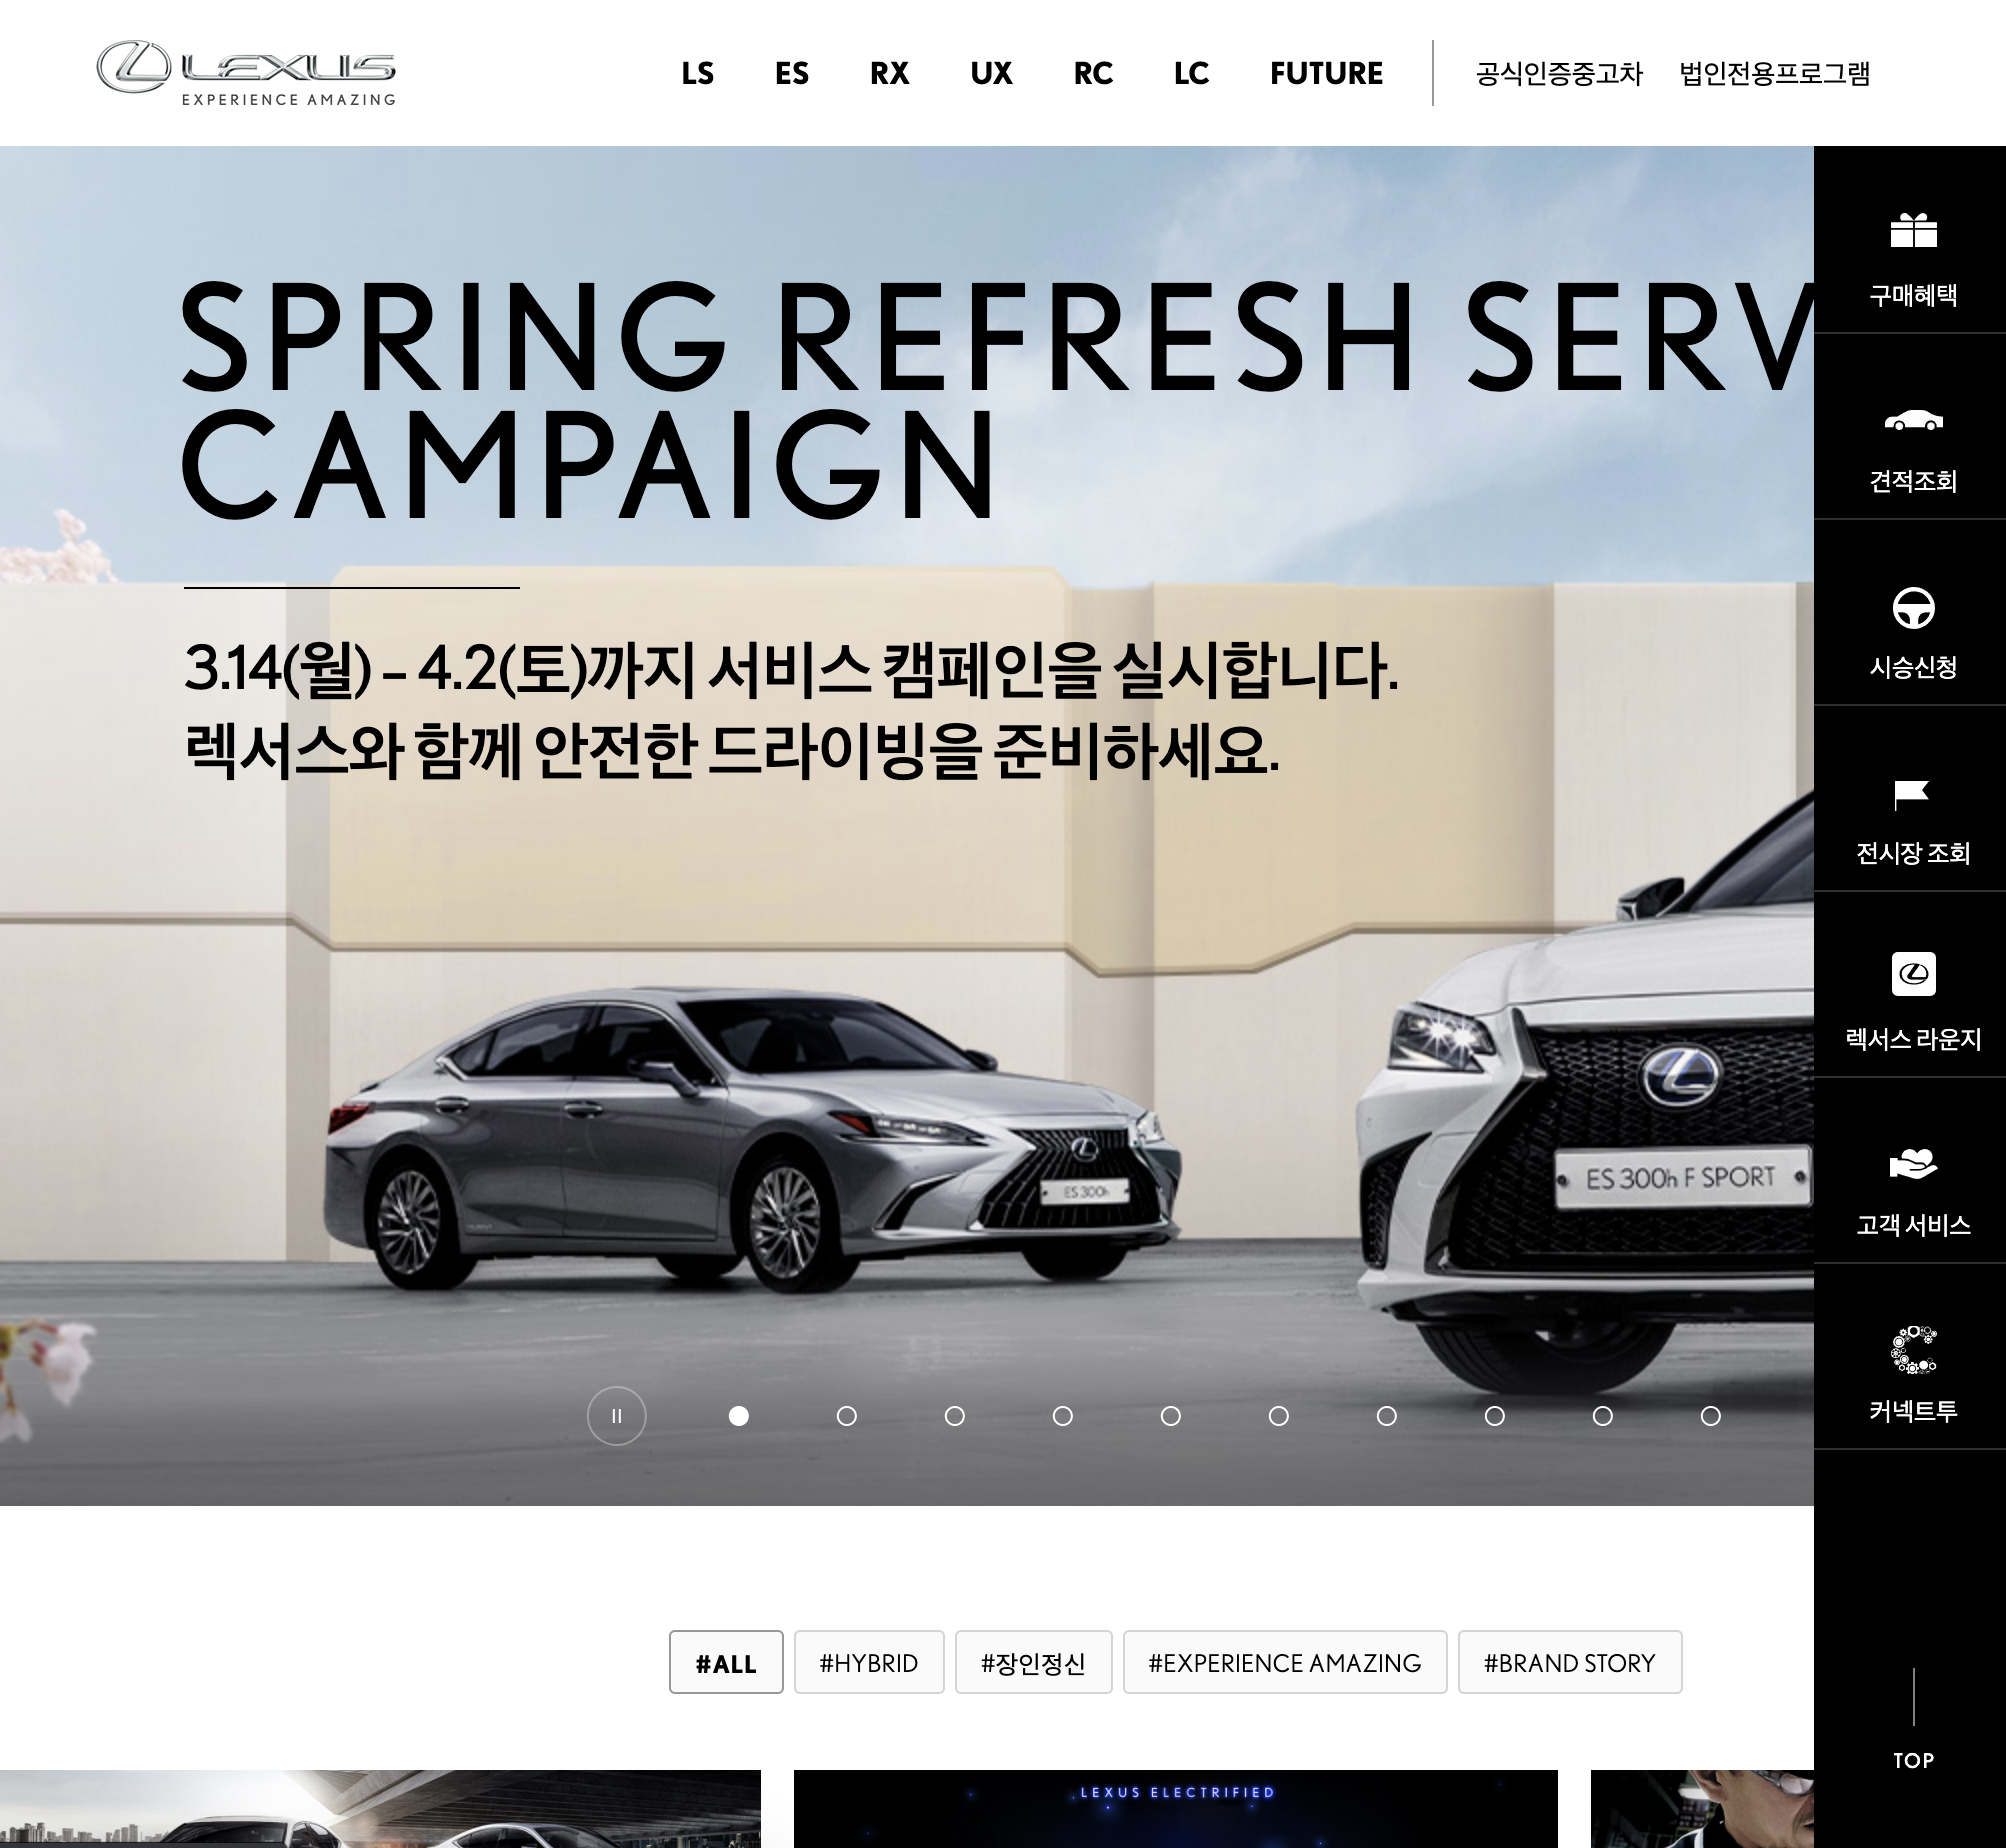 LEXUS
EXPERIENCE AMAZING
LS ES RX UX RC LC FUTURE 공식인증중고차 법인전용프로그램
SPRING REFRESH SERV
CAMPAIGN
3.14(월) – 4.2(토)까지 서비스 캠페인을 실시합니다.
렉서스와 함께 안전한 드라이빙을 준비하세요.
ES 300h
ES 300h F SPORT
구매혜택
견적조회
시승신청
전시장 조회
렉서스 라운지
고객 서비스
커넥트투
#ALL #HYBRID #장인정신 #EXPERIENCE AMAZING #BRAND STORY
TOP
LEXUS ELECTRIFIED